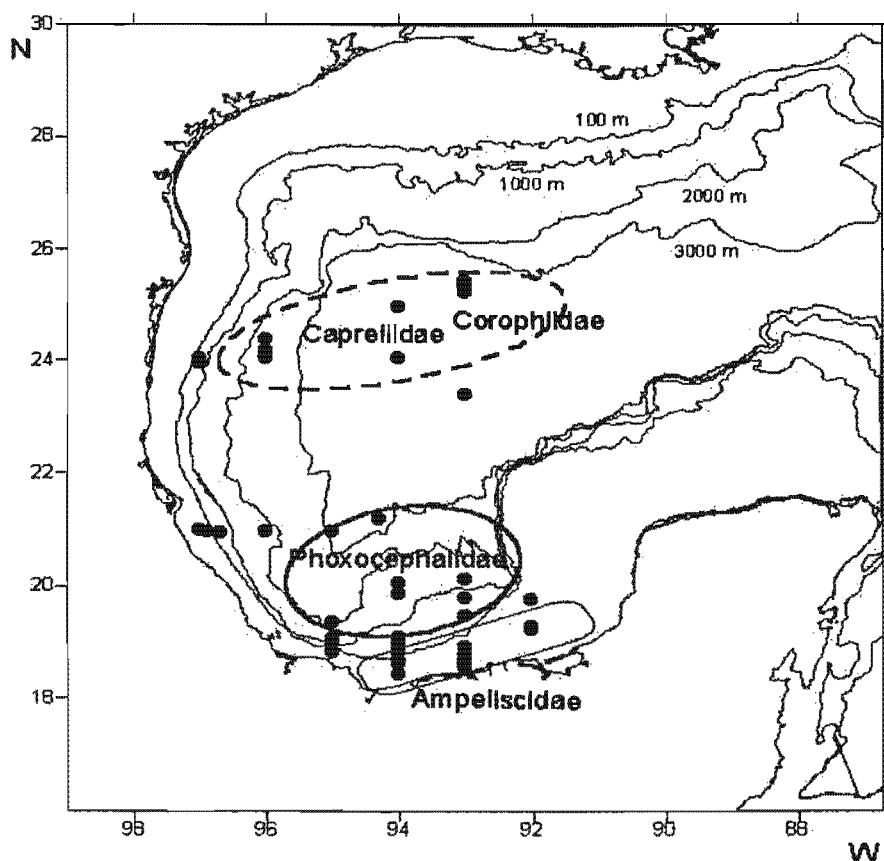 30
N
28
100 m
1000 m
2000 m
3000 m
26
Caprellidae
Corophiidae
24
22
Phoxocephalidae
20
Ampeliscidae
18
98 96 94 92 90 88
W